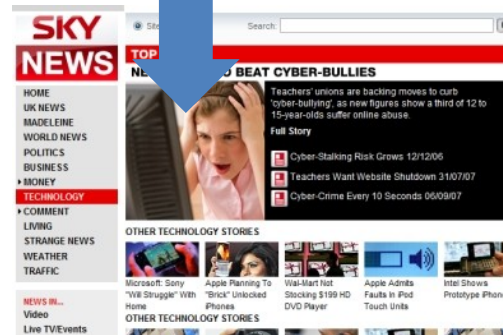 SKY
NEWS
Site
Search:
TOP
BEAT CYBER-BULLIES
Teachers' unions are backing moves to curb
'cyber-bullying', as new figures show a third of 12 to
15-year-olds suffer online abuse.
Full Story
Cyber-Stalking Risk Grows 12/12/06
Teachers Want Website Shutdown 31/07/07
Cyber-Crime Every 10 Seconds 06/09/07
HOME
UK NEWS
MADELEINE
WORLD NEWS
POLITICS
BUSINESS
MONEY
TECHNOLOGY
COMMENT
LIVING
STRANGE NEWS
WEATHER
TRAFFIC
NEWS IN...
Video
Live TV/Events
OTHER TECHNOLOGY STORIES
Microsoft: Sony
"Will Struggle" With
Home
Apple Planning To
"Brick" Unlocked
iPhones
Wal-Mart Not
Stocking $199 HD
DVD Player
Apple Admits
Faults In iPod
Touch Units
Intel Shows
Prototype iPhone
OTHER TECHNOLOGY STORIES